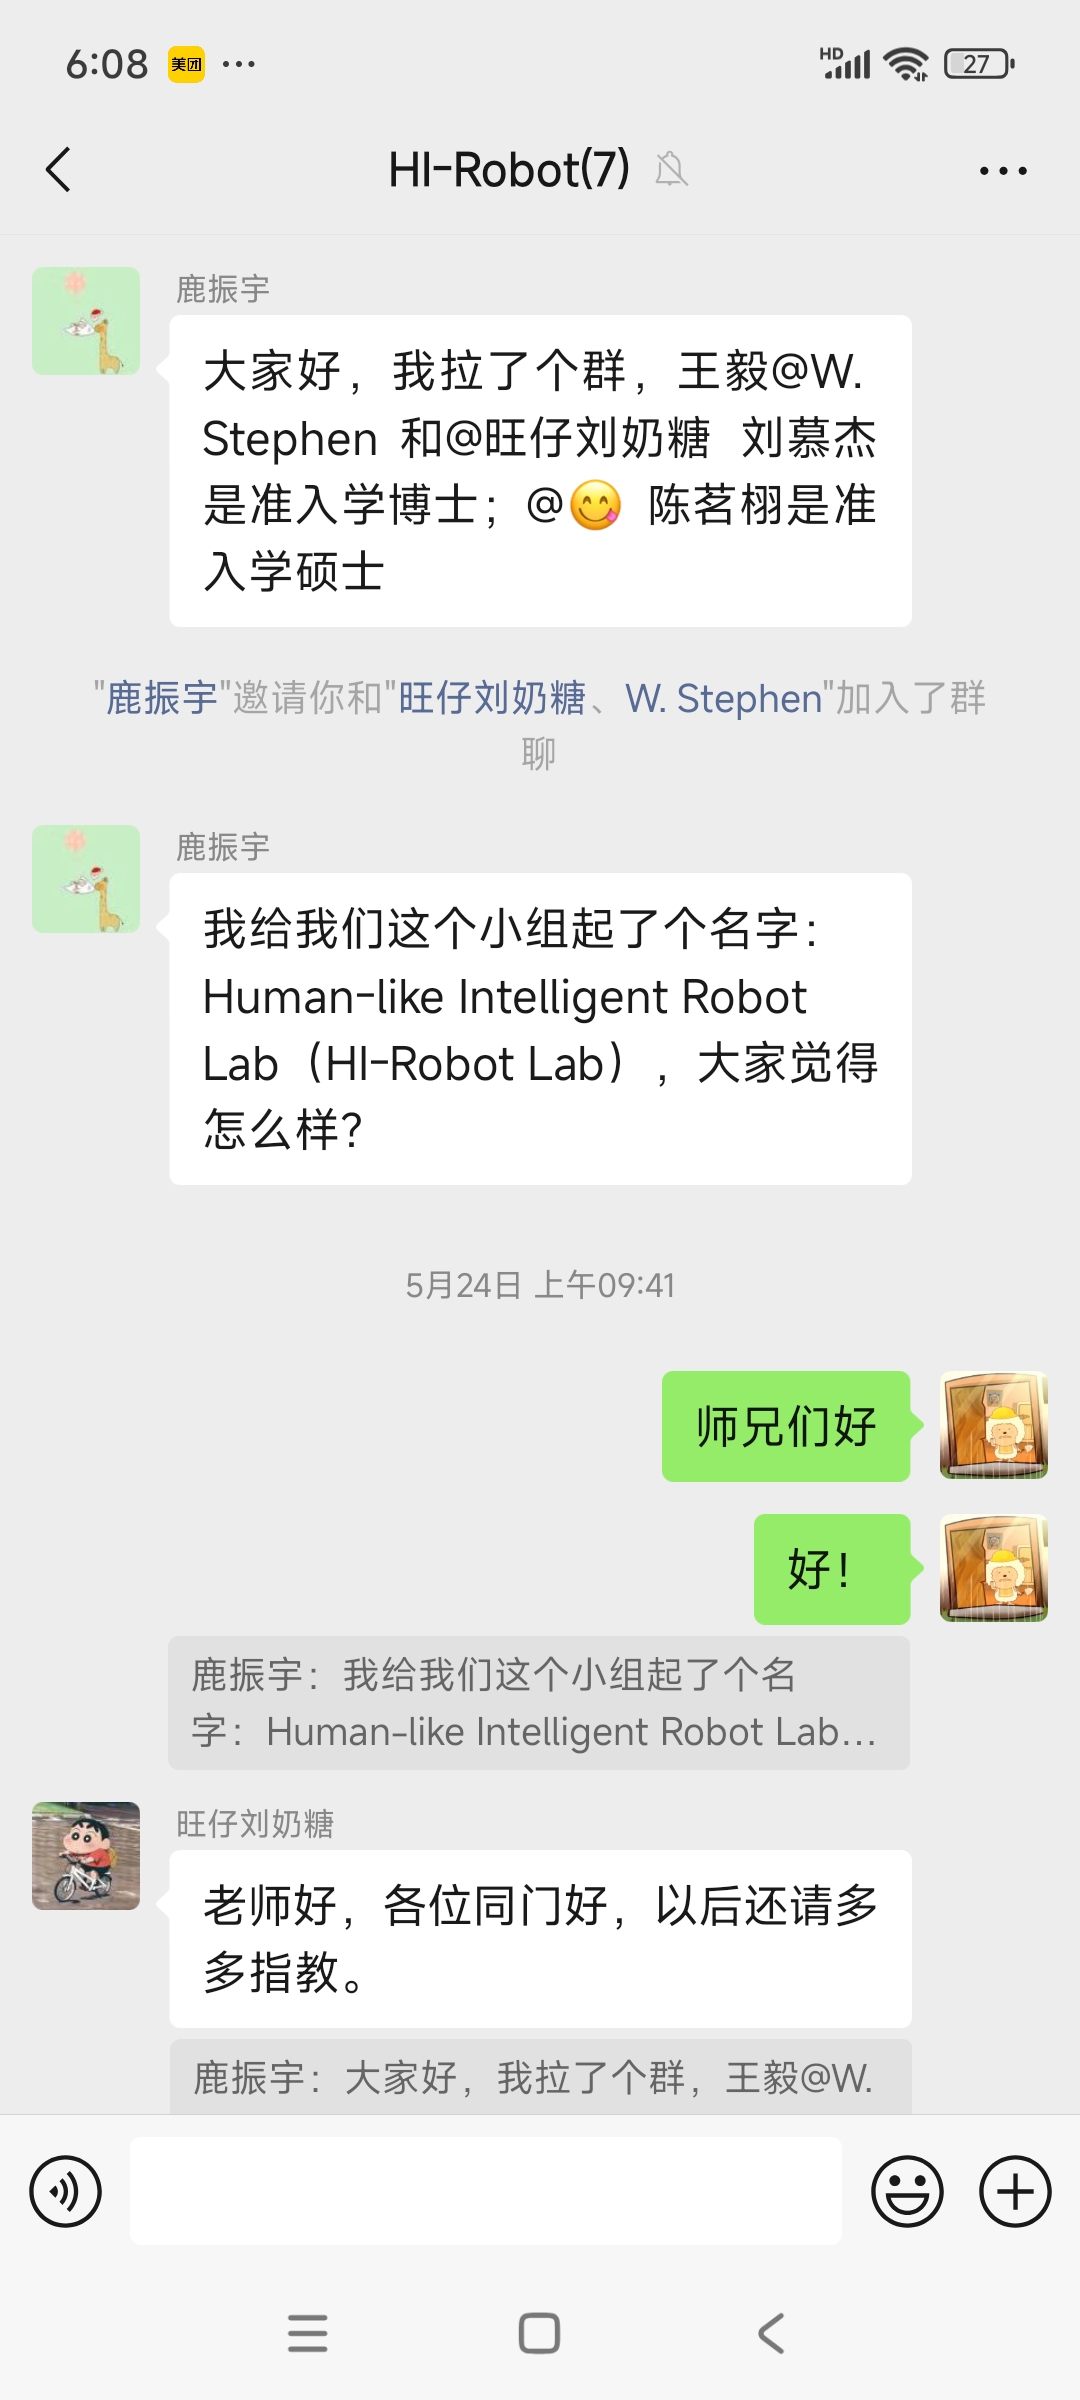 6:08 美团 ··· HD 27
HI-Robot(7)
鹿振宇
大家好，我拉了个群，王毅@W.
Stephen 和@旺仔刘奶糖 刘慕杰
是准入学博士；@😋 陈茗栩是准
入学硕士
"鹿振宇"邀请你和"旺仔刘奶糖、W. Stephen"加入了群
聊
鹿振宇
我给我们这个小组起了个名字：
Human-like Intelligent Robot
Lab（HI-Robot Lab），大家觉得
怎么样？
5月24日 上午09:41
师兄们好
好！
鹿振宇：我给我们这个小组起了个名
字：Human-like Intelligent Robot Lab...
旺仔刘奶糖
老师好，各位同门好，以后还请多
多指教。
鹿振宇：大家好，我拉了个群，王毅@W.